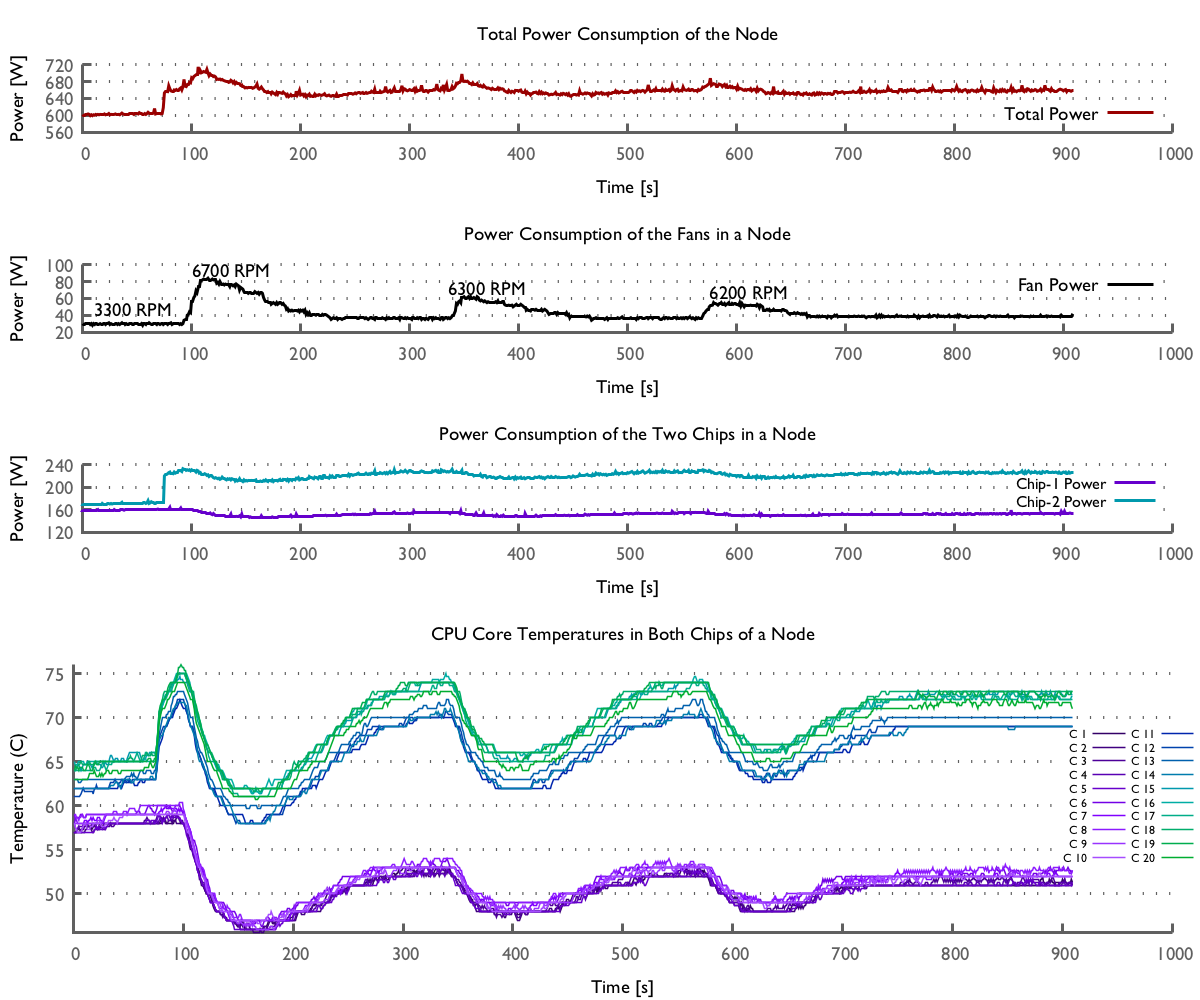 Total Power Consumption of the Node
720
680
640
600
560
Power [W]
Total Power
0 100 200 300 400 500 600 700 800 900 1000
Time [s]
Power Consumption of the Fans in a Node
100
80
60
40
20
Power [W]
3300 RPM
6700 RPM
6300 RPM
6200 RPM
Fan Power
0 100 200 300 400 500 600 700 800 900 1000
Time [s]
Power Consumption of the Two Chips in a Node
240
200
160
120
Power [W]
Chip-1 Power
Chip-2 Power
0 100 200 300 400 500 600 700 800 900 1000
Time [s]
CPU Core Temperatures in Both Chips of a Node
75
70
65
60
55
50
Temperature (C)
C 1 C 11
C 2 C 12
C 3 C 13
C 4 C 14
C 5 C 15
C 6 C 16
C 7 C 17
C 8 C 18
C 9 C 19
C 10 C 20
0 100 200 300 400 500 600 700 800 900 1000
Time [s]